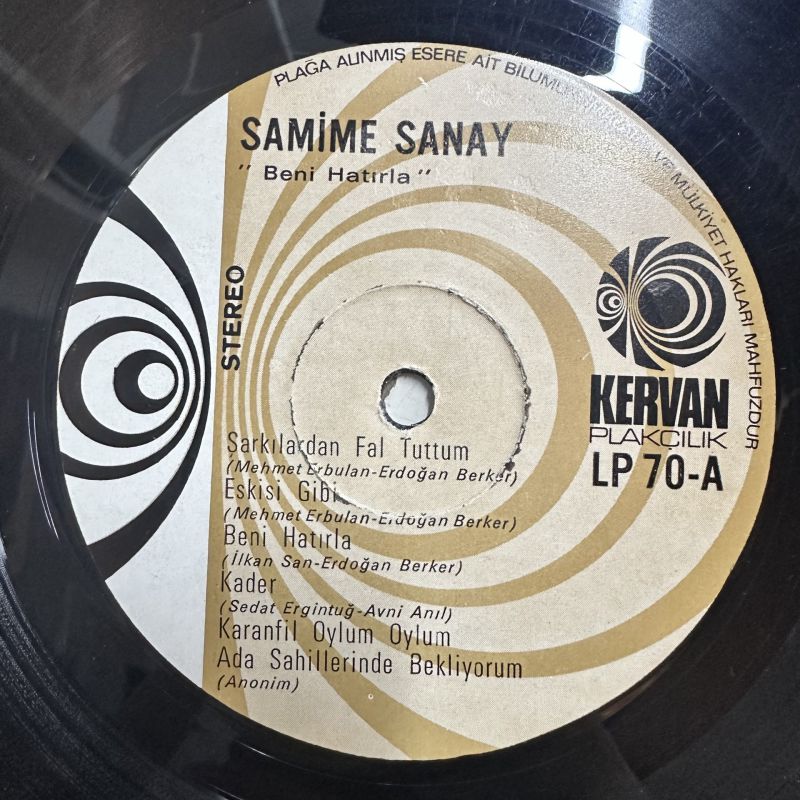 PLAĞA ALINMIŞ ESERE AİT BİLUMUM VE MÜLKİYET HAKLARI MAHFUZDUR
SAMİME SANAY
"Beni Hatırla"
STEREO
KERVAN
PLAKÇILIK
LP 70-A
Şarkılardan Fal Tuttum
(Mehmet Erbulan-Erdoğan Berker)
Eskisi Gibi
(Mehmet Erbulan-Erdoğan Berker)
Beni Hatırla
(İlkan San-Erdoğan Berker)
Kader
(Sedat Ergintuğ-Avni Anıl)
Karanfil Oylum Oylum
Ada Sahillerinde Bekliyorum
(Anonim)